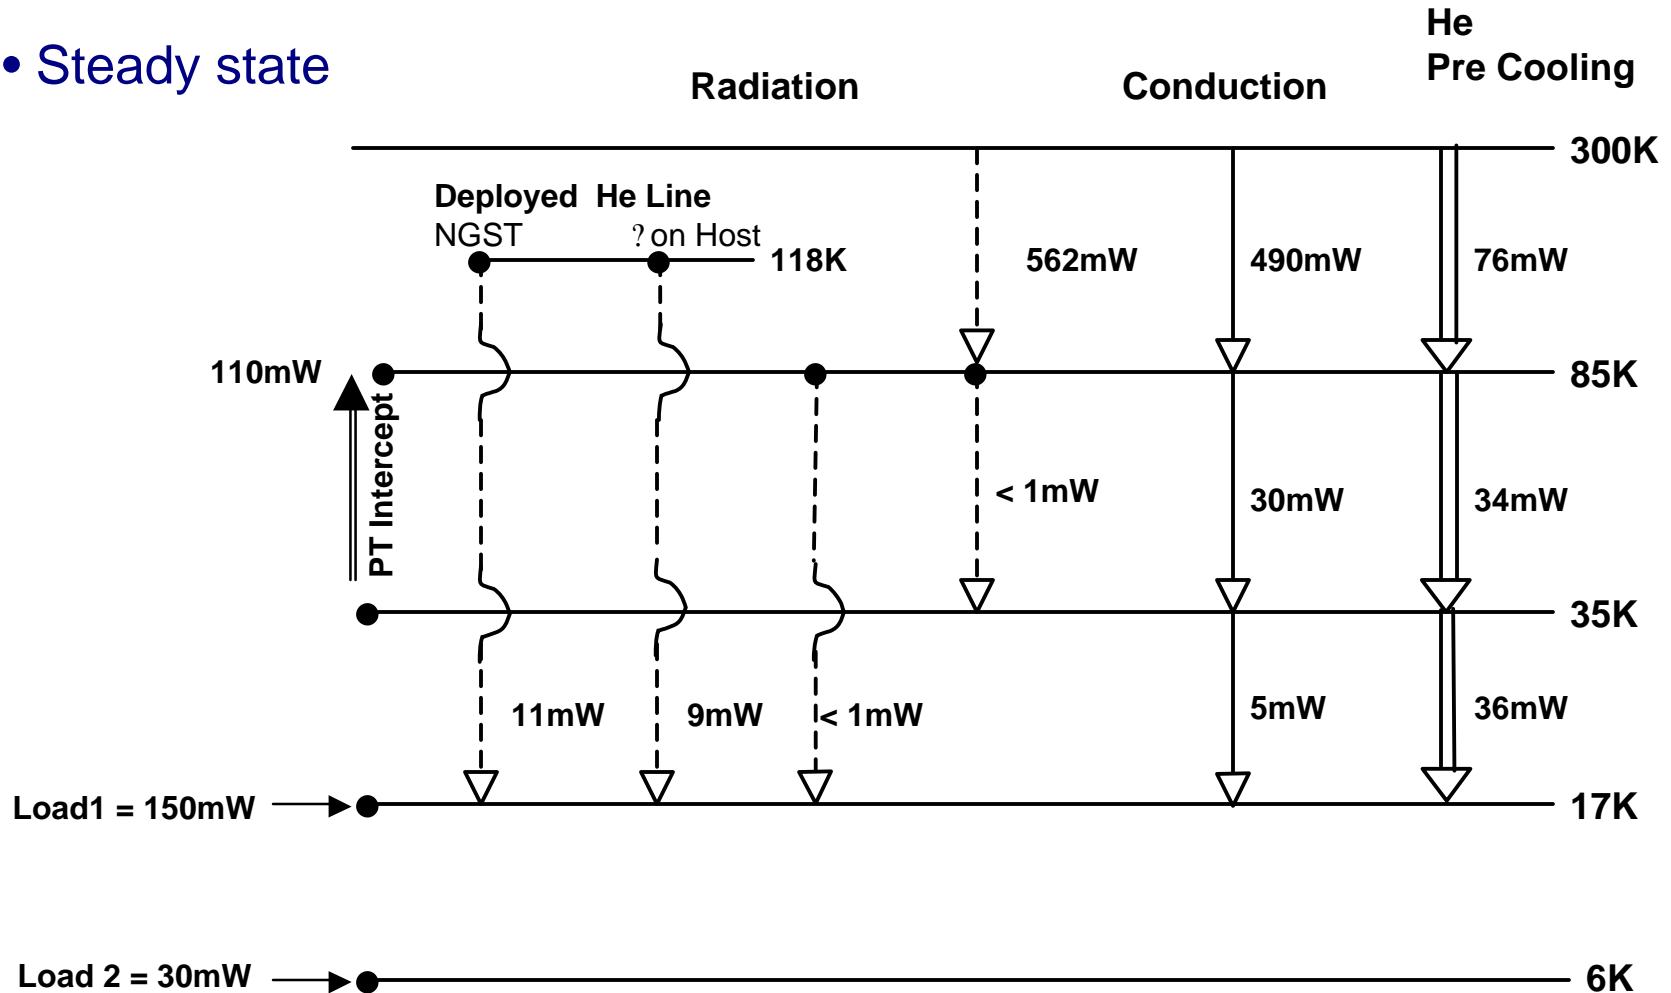 • Steady state
Radiation
Conduction
He
Pre Cooling
300K
Deployed He Line
NGST ? on Host
118K
562mW
490mW
76mW
110mW
85K
PT Intercept
< 1mW
30mW
34mW
35K
11mW
9mW
< 1mW
5mW
36mW
Load1 = 150mW
17K
Load 2 = 30mW
6K